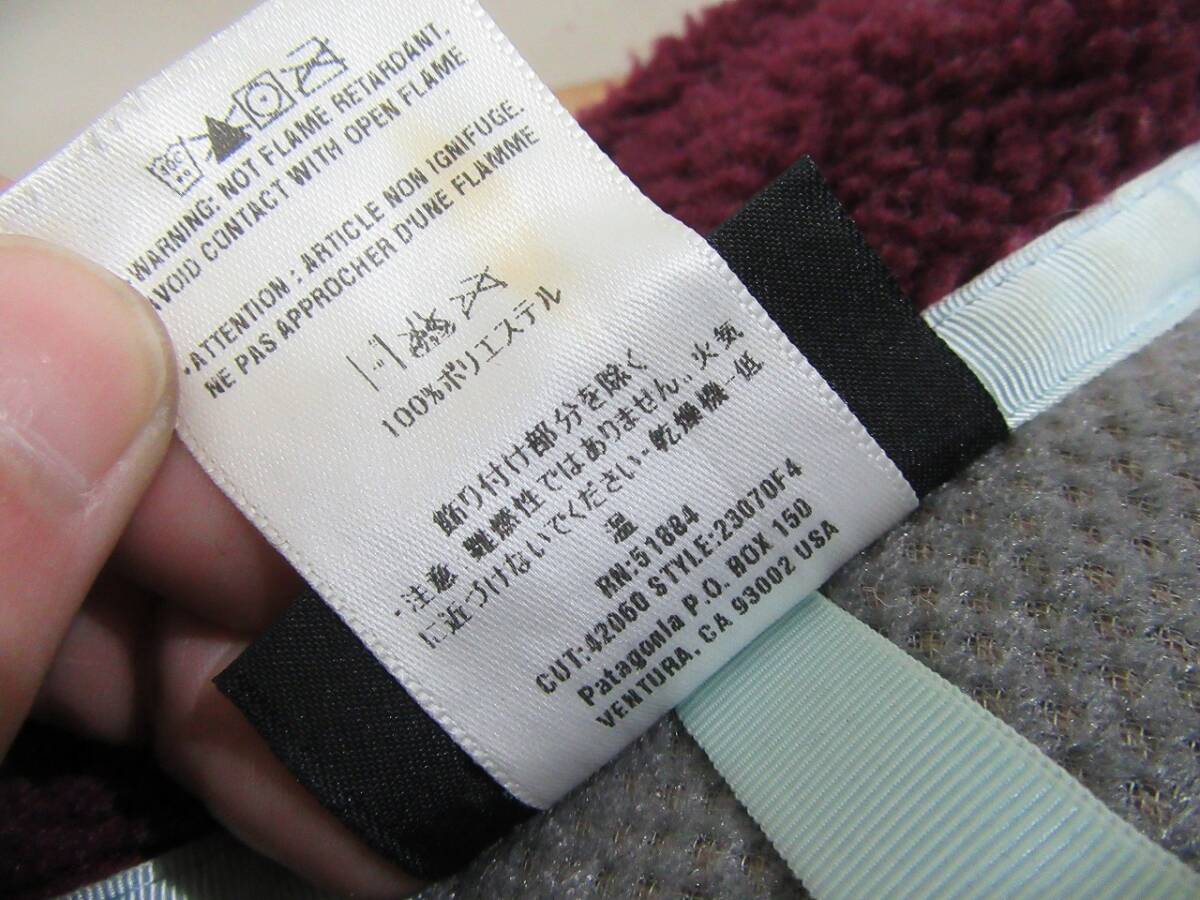 WARNING: NOT FLAME RETARDANT.
AVOID CONTACT WITH OPEN FLAME
·ATTENTION : ARTICLE NON IGNIFUGE.
NE PAS APPROCHER D'UNE FLAMME
100%ポリエステル
飾り付け部分を除く
·注意·難燃性ではありません,火気
に近づけないでください·乾燥機-低
温
RN:51884
CUT:42060 STYLE:23070F4
Patagonia P.O. BOX 150
VENTURA, CA 93002 USA